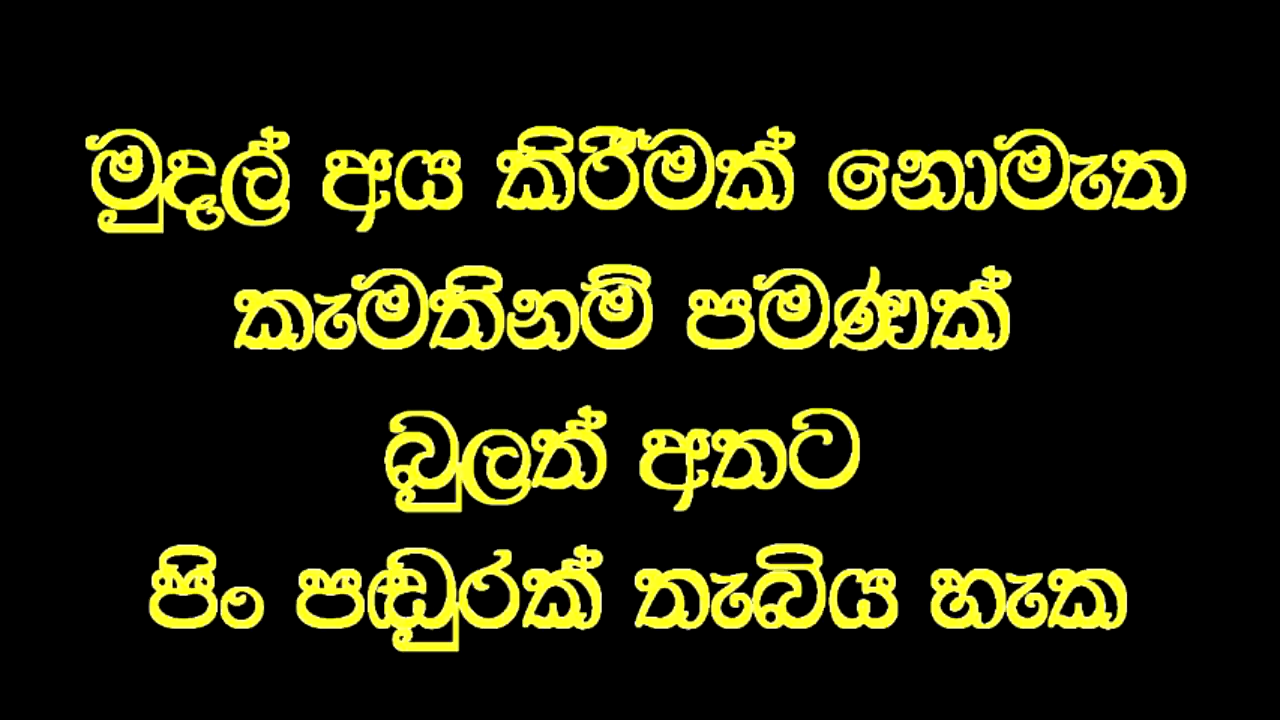 මුදල් අය කිරීමක් නොමැත
කැමතිනම් පමණක්
බුලත් අතට
පිං පඬුරක් තැබිය හැක